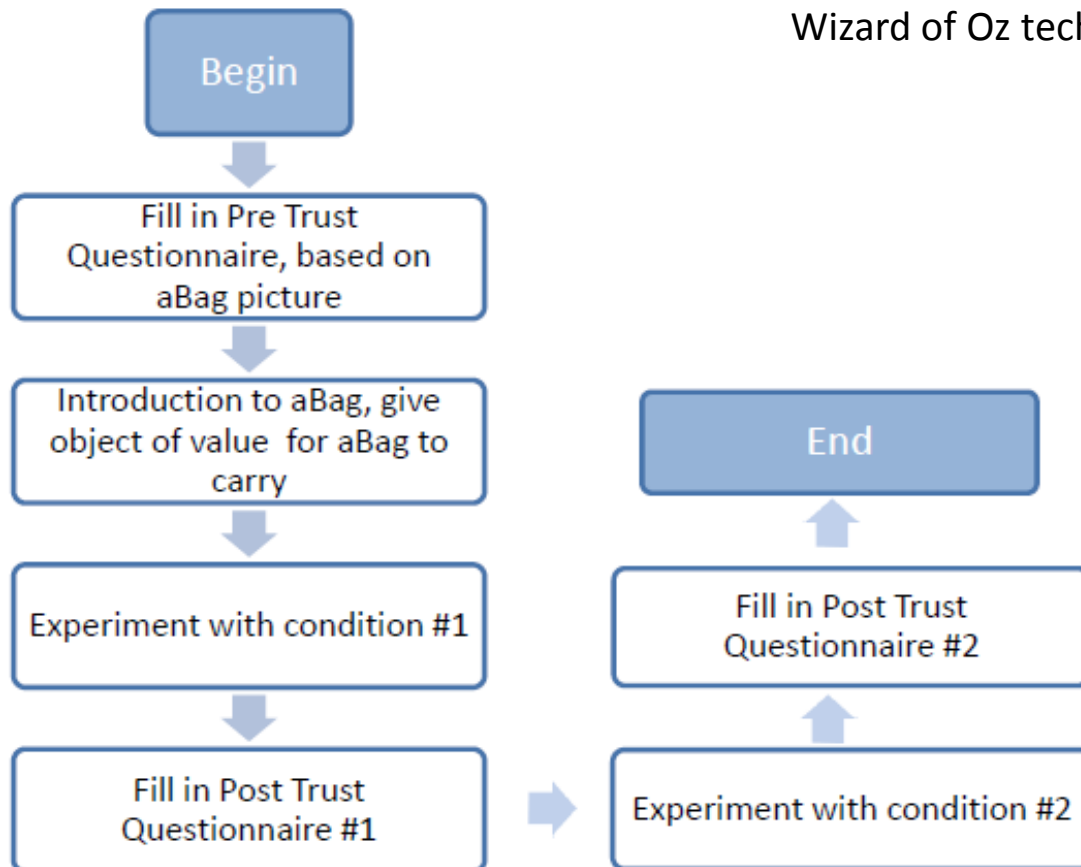 Wizard of Oz tech
Begin
Fill in Pre Trust
Questionnaire, based on
aBag picture
Introduction to aBag, give
object of value for aBag to
carry
Experiment with condition #1
Fill in Post Trust
Questionnaire #1
Experiment with condition #2
Fill in Post Trust
Questionnaire #2
End